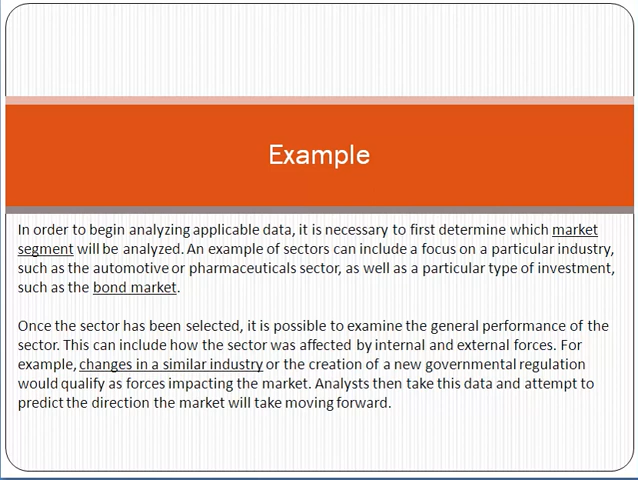 Example
In order to begin analyzing applicable data, it is necessary to first determine which market
segment will be analyzed. An example of sectors can include a focus on a particular industry,
such as the automotive or pharmaceuticals sector, as well as a particular type of investment,
such as the bond market.
Once the sector has been selected, it is possible to examine the general performance of the
sector. This can include how the sector was affected by internal and external forces. For
example, changes in a similar industry or the creation of a new governmental regulation
would qualify as forces impacting the market. Analysts then take this data and attempt to
predict the direction the market will take moving forward.